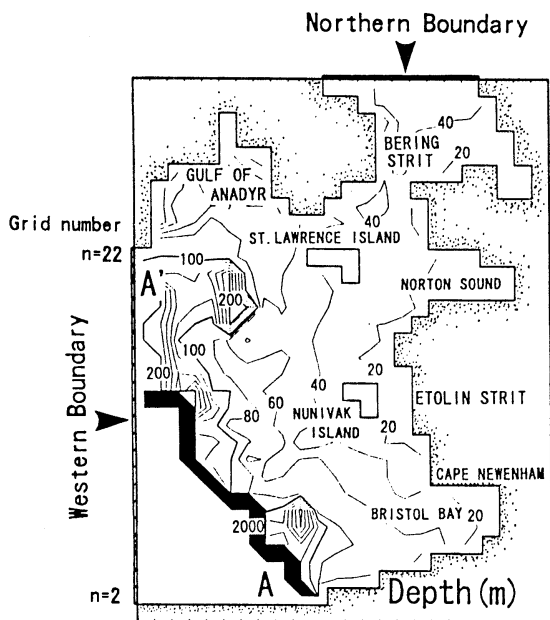 Northern Boundary
40
BERING
STRIT
20
GULF OF
ANADYR
40
Grid number
ST. LAWRENCE ISLAND
n=22
100
A'
200
NORTON SOUND
100
200
40
20
60
ETOLIN STRIT
80
NUNIVAK
ISLAND
20
Western Boundary
CAPE NEWENHAM
2000
BRISTOL BAY
20
A
Depth(m)
n=2